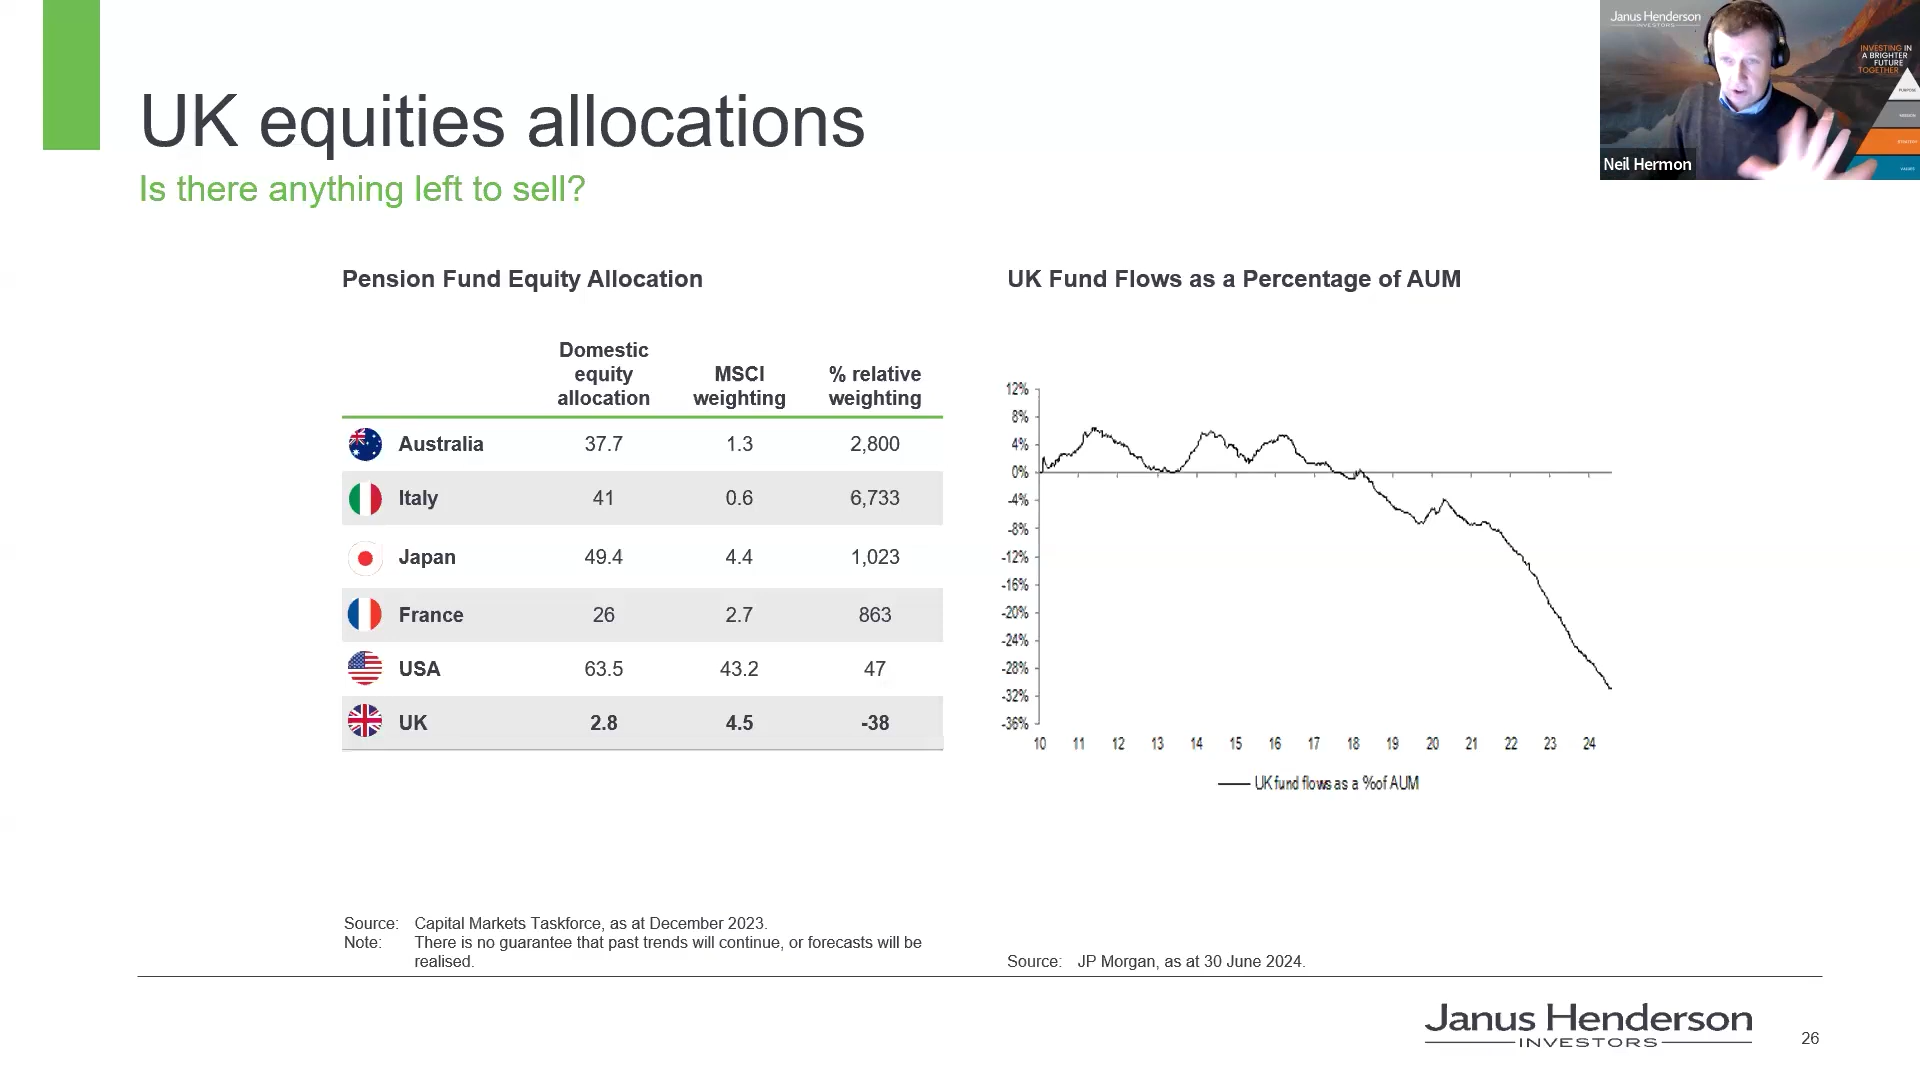 UK equities allocations
Is there anything left to sell?
Janus Henderson
INVESTORS
INVESTING IN
A BRIGHTER
FUTURE
TOGETHER
PURPOSE
Neil Hermon
Pension Fund Equity Allocation
Domestic equity allocation MSCI weighting % relative weighting
Australia 37.7 1.3 2,800
Italy 41 0.6 6,733
Japan 49.4 4.4 1,023
France 26 2.7 863
USA 63.5 43.2 47
UK 2.8 4.5 -38
Source: Capital Markets Taskforce, as at December 2023.
Note: There is no guarantee that past trends will continue, or forecasts will be
realised.
UK Fund Flows as a Percentage of AUM
12%
8%
4%
0%
-4%
-8%
-12%
-16%
-20%
-24%
-28%
-32%
-36%
10 11 12 13 14 15 16 17 18 19 20 21 22 23 24
UK fund flows as a % of AUM
Source: JP Morgan, as at 30 June 2024.
Janus Henderson
INVESTORS
26